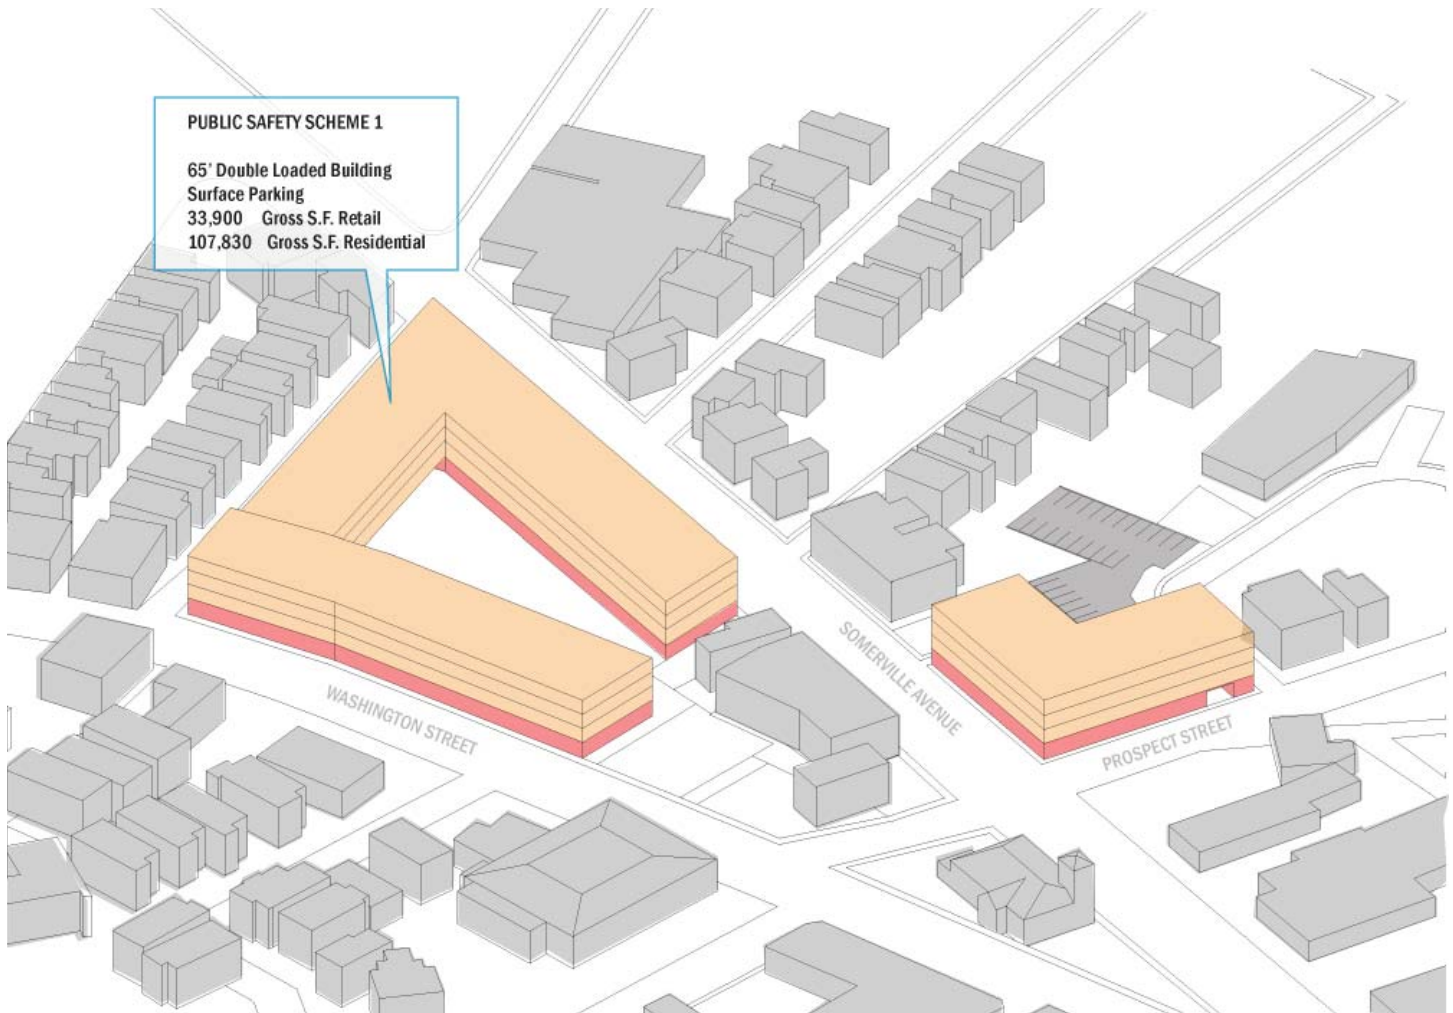 PUBLIC SAFETY SCHEME 1
65' Double Loaded Building
Surface Parking
33,900 Gross S.F. Retail
107,830 Gross S.F. Residential
WASHINGTON STREET
SOMERVILLE AVENUE
PROSPECT STREET